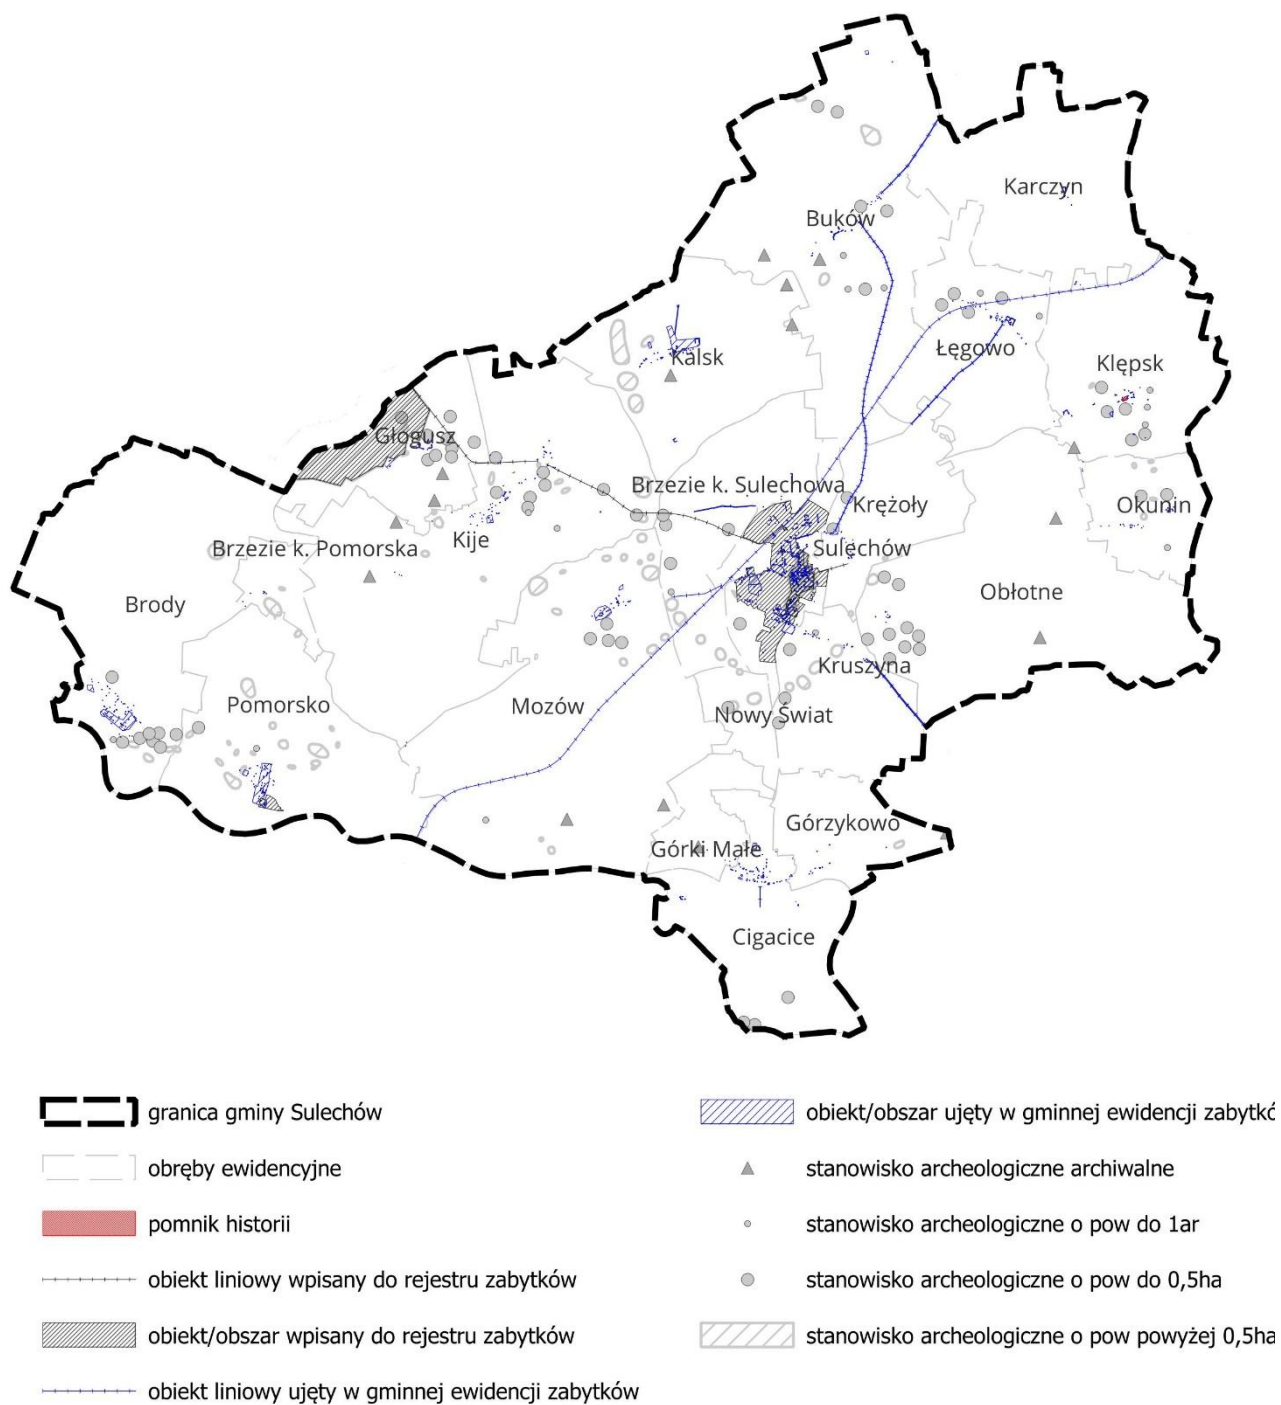 Karczyn
Buków
Łęgowo
Kalsk
Klępsk
Głogusz
Brzezie k. Sulechowa
Krężoły
Okunin
Kije
Brzezie k. Pomorska
Sulechów
Obłotne
Brody
Kruszyna
Pomorsko
Mozów
Nowy Świat
Górzykowo
Górki Małe
Cigacice
granica gminy Sulechów
obręby ewidencyjne
pomnik historii
obiekt liniowy wpisany do rejestru zabytków
obiekt/obszar wpisany do rejestru zabytków
obiekt liniowy ujęty w gminnej ewidencji zabytków
obiekt/obszar ujęty w gminnej ewidencji zabytkó
stanowisko archeologiczne archiwalne
stanowisko archeologiczne o pow do 1ar
stanowisko archeologiczne o pow do 0,5ha
stanowisko archeologiczne o pow powyżej 0,5ha